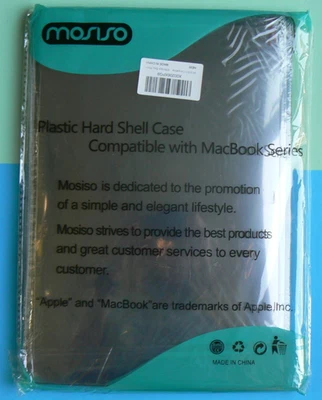 mosiso
Plastic Hard Shell Case
Compatible with MacBook Series
Mosiso is dedicated to the promotion
of a simple and elegant lifestyle.
Mosiso strives to provide the best products
and great customer services to every
customer.
"Apple" and "MacBook"are trademarks of Apple,Inc.
MADE IN CHINA